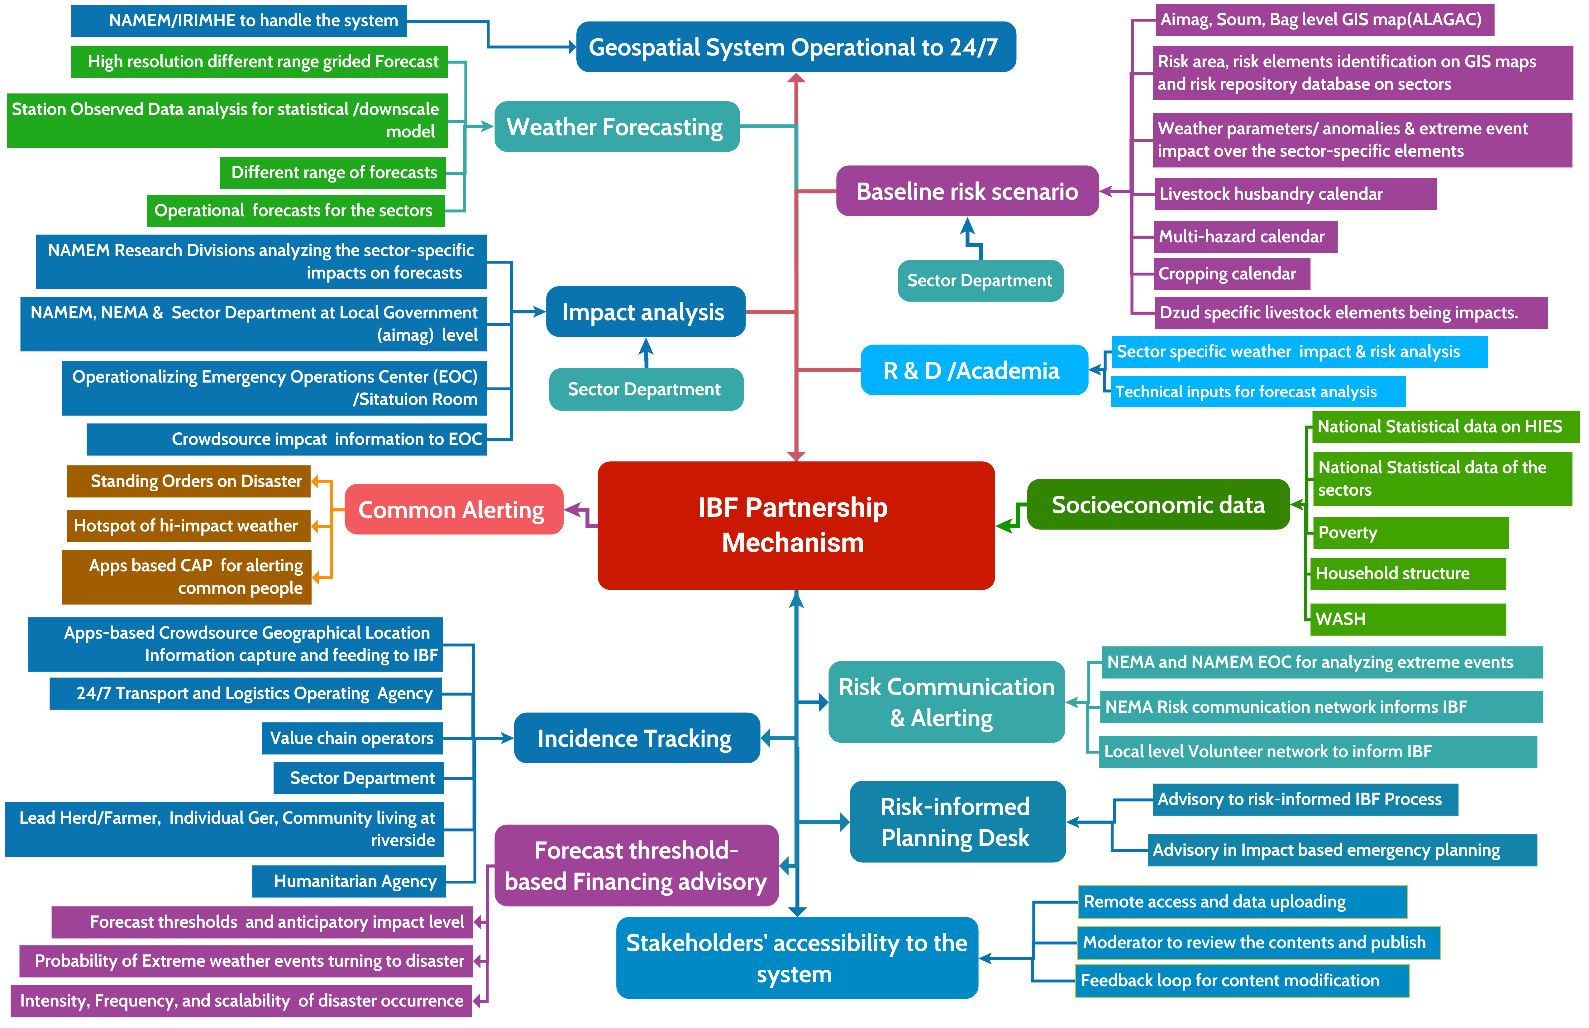 NAMEM/IRIMHE to handle the system
Geospatial System Operational to 24/7
High resolution different range grided Forecast
Station Observed Data analysis for statistical /downscale
model
Different range of forecasts
Operational forecasts for the sectors
Weather Forecasting
Aimag, Soum, Bag level GIS map(ALAGAC)
Risk area, risk elements identification on GIS maps
and risk repository database on sectors
Weather parameters/ anomalies & extreme event
impact over the sector-specific elements
Livestock husbandry calendar
Multi-hazard calendar
Cropping calendar
Dzud specific livestock elements being impacts.
Baseline risk scenario
Sector Department
NAMEM Research Divisions analyzing the sector-specific
impacts on forecasts
NAMEM, NEMA & Sector Department at Local Government
(aimag) level
Operationalizing Emergency Operations Center (EOC)
/Sitatuion Room
Crowdsource impcat information to EOC
Impact analysis
Sector Department
R & D /Academia
Sector specific weather impact & risk analysis
Technical inputs for forecast analysis
Standing Orders on Disaster
Hotspot of hi-impact weather
Apps based CAP for alerting
common people
Common Alerting
IBF Partnership
Mechanism
Socioeconomic data
National Statistical data on HIES
National Statistical data of the
sectors
Poverty
Household structure
WASH
Apps-based Crowdsource Geographical Location
Information capture and feeding to IBF
24/7 Transport and Logistics Operating Agency
Value chain operators
Sector Department
Lead Herd/Farmer, Individual Ger, Community living at
riverside
Humanitarian Agency
Incidence Tracking
Risk Communication
& Alerting
NEMA and NAMEM EOC for analyzing extreme events
NEMA Risk communication network informs IBF
Local level Volunteer network to inform IBF
Risk-informed
Planning Desk
Advisory to risk-informed IBF Process
Advisory in Impact based emergency planning
Forecast threshold-
based Financing advisory
Forecast thresholds and anticipatory impact level
Probability of Extreme weather events turning to disaster
Intensity, Frequency, and scalability of disaster occurrence
Stakeholders' accessibility to the
system
Remote access and data uploading
Moderator to review the contents and publish
Feedback loop for content modification